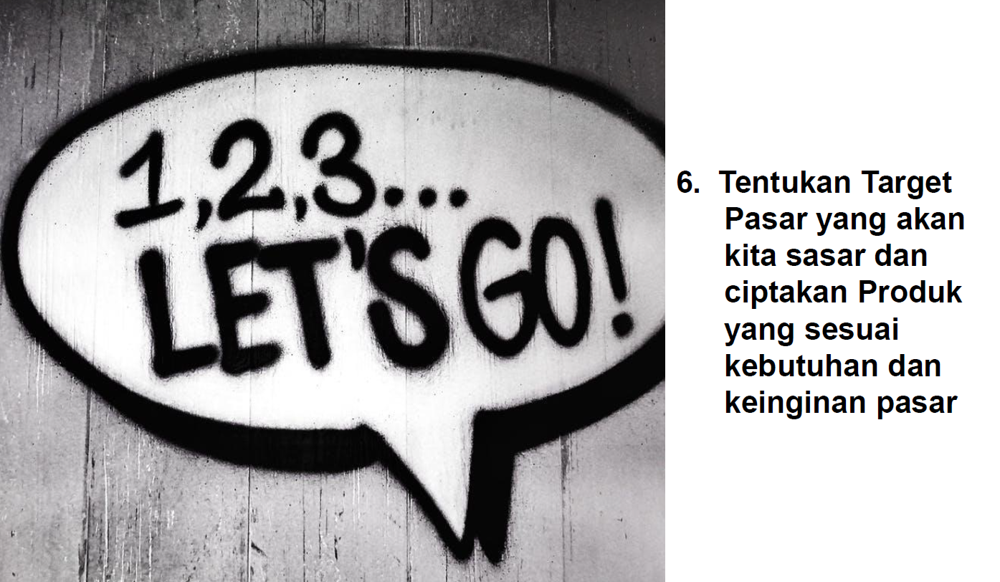 1,2,3...
LET'S GO!
6. Tentukan Target
Pasar yang akan
kita sasar dan
ciptakan Produk
yang sesuai
kebutuhan dan
keinginan pasar